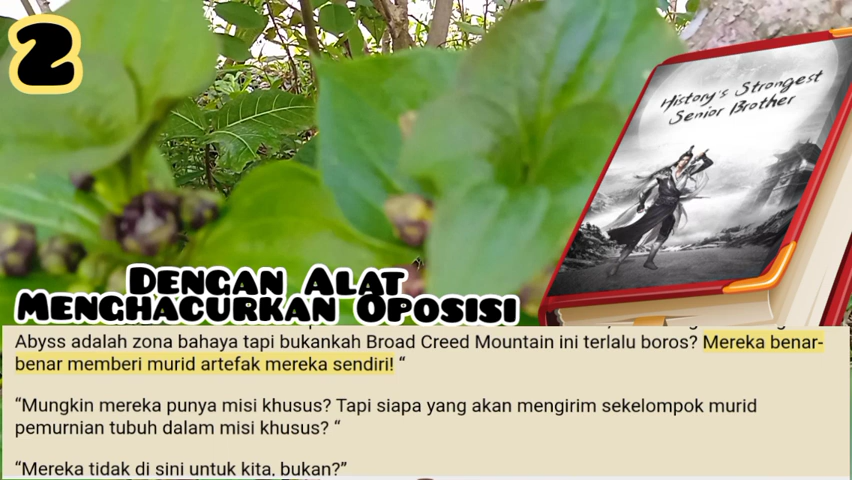 2
History's Strongest
Senior Brother
DENGAN ALAT
MENGHACURKAN OPOSISI
Abyss adalah zona bahaya tapi bukankah Broad Creed Mountain ini terlalu boros? Mereka benar-
benar memberi murid artefak mereka sendiri! “
“Mungkin mereka punya misi khusus? Tapi siapa yang akan mengirim sekelompok murid
pemurnian tubuh dalam misi khusus? “
“Mereka tidak di sini untuk kita, bukan?”